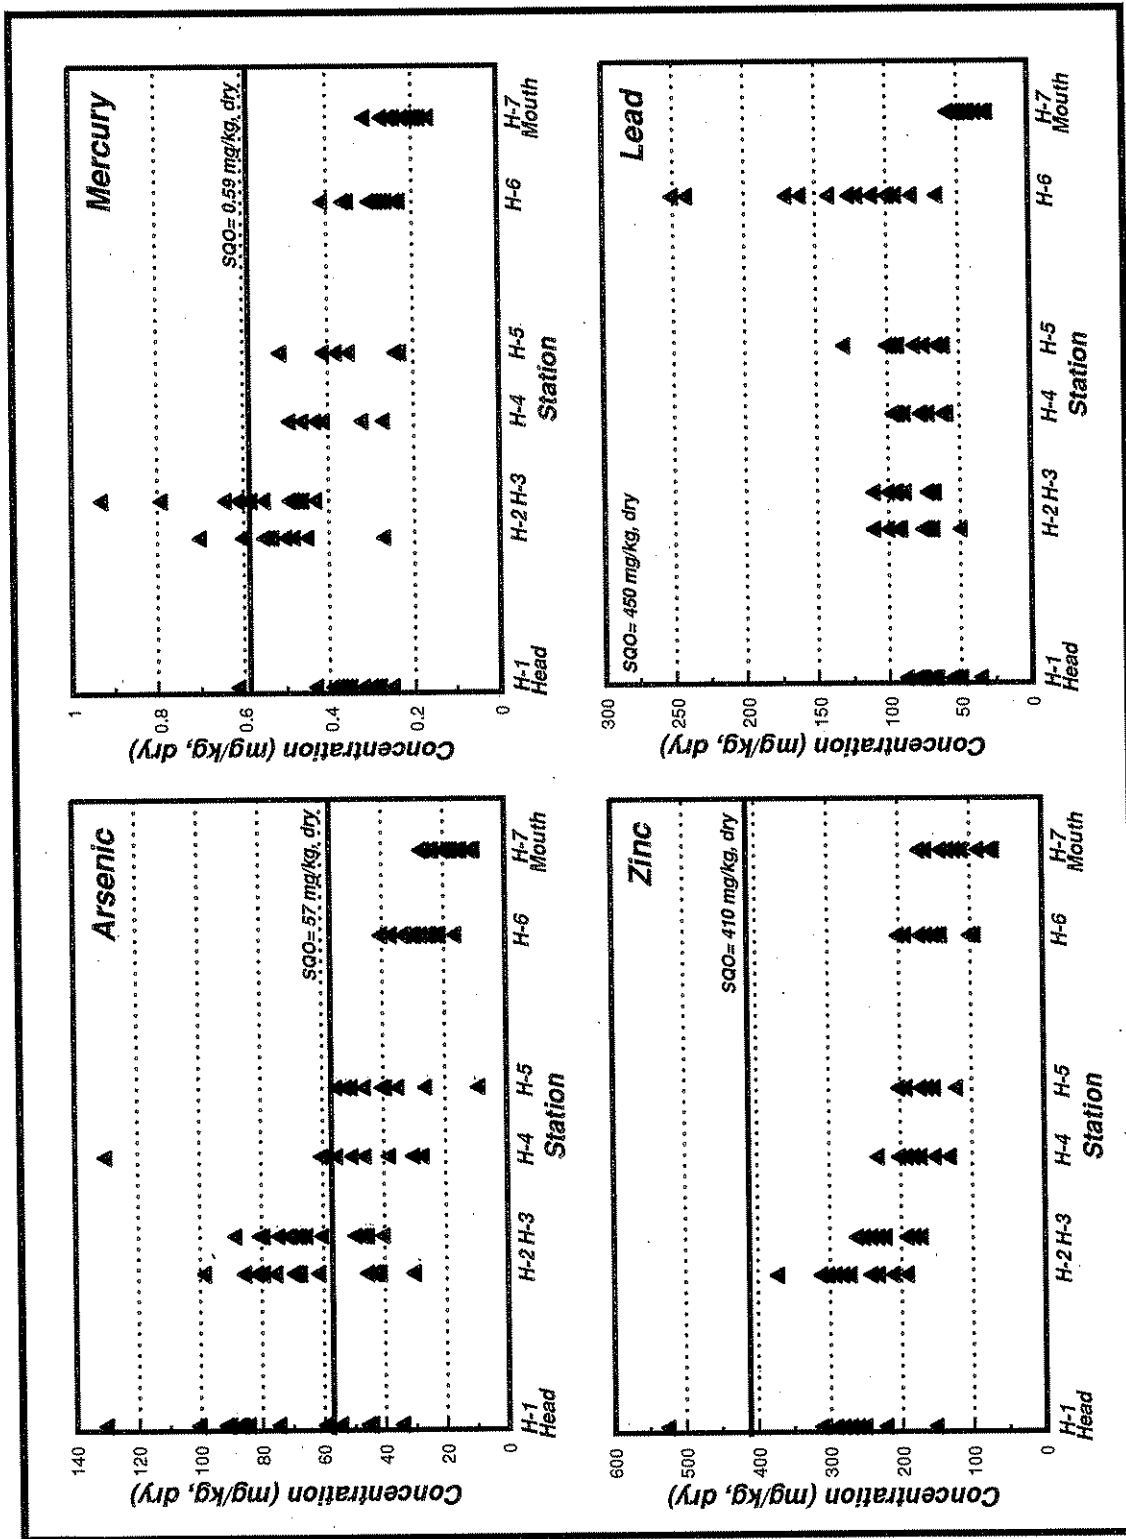 Arsenic
Concentration (mg/kg, dry)
140
120
100
80
60
40
20
0
SQO= 57 mg/kg, dry
H-1 H-2 H-3 H-4 H-5 H-6 H-7
Head Mouth
Station
Mercury
Concentration (mg/kg, dry)
1
0.8
0.6
0.4
0.2
0
SQO= 0.59 mg/kg, dry
H-1 H-2 H-3 H-4 H-5 H-6 H-7
Head Mouth
Station
Zinc
Concentration (mg/kg, dry)
600
500
400
300
200
100
0
SQO= 410 mg/kg, dry
H-1 H-2 H-3 H-4 H-5 H-6 H-7
Head Mouth
Station
Lead
Concentration (mg/kg, dry)
300
250
200
150
100
50
0
SQO= 450 mg/kg, dry
H-1 H-2 H-3 H-4 H-5 H-6 H-7
Head Mouth
Station